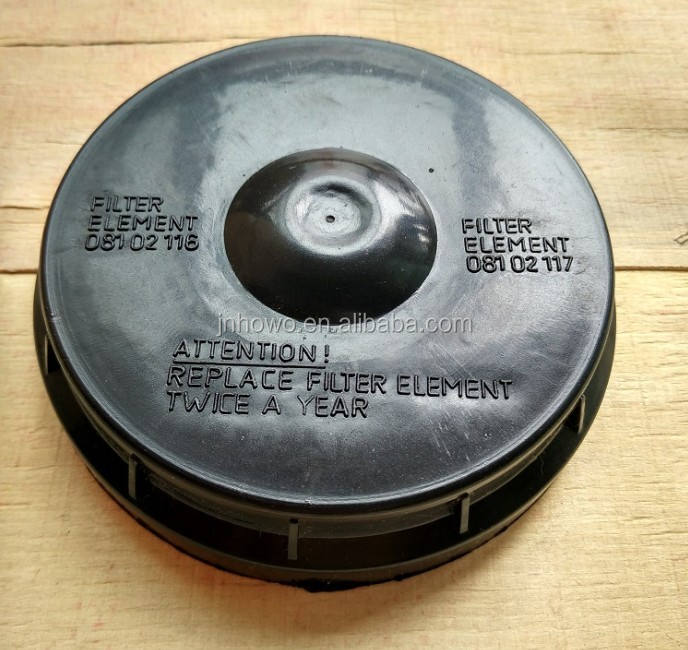 FILTER
ELEMENT
081 02 116
FILTER
ELEMENT
081 02 117
jnhowo.en.alibaba.com
ATTENTION!
REPLACE FILTER ELEMENT
TWICE A YEAR